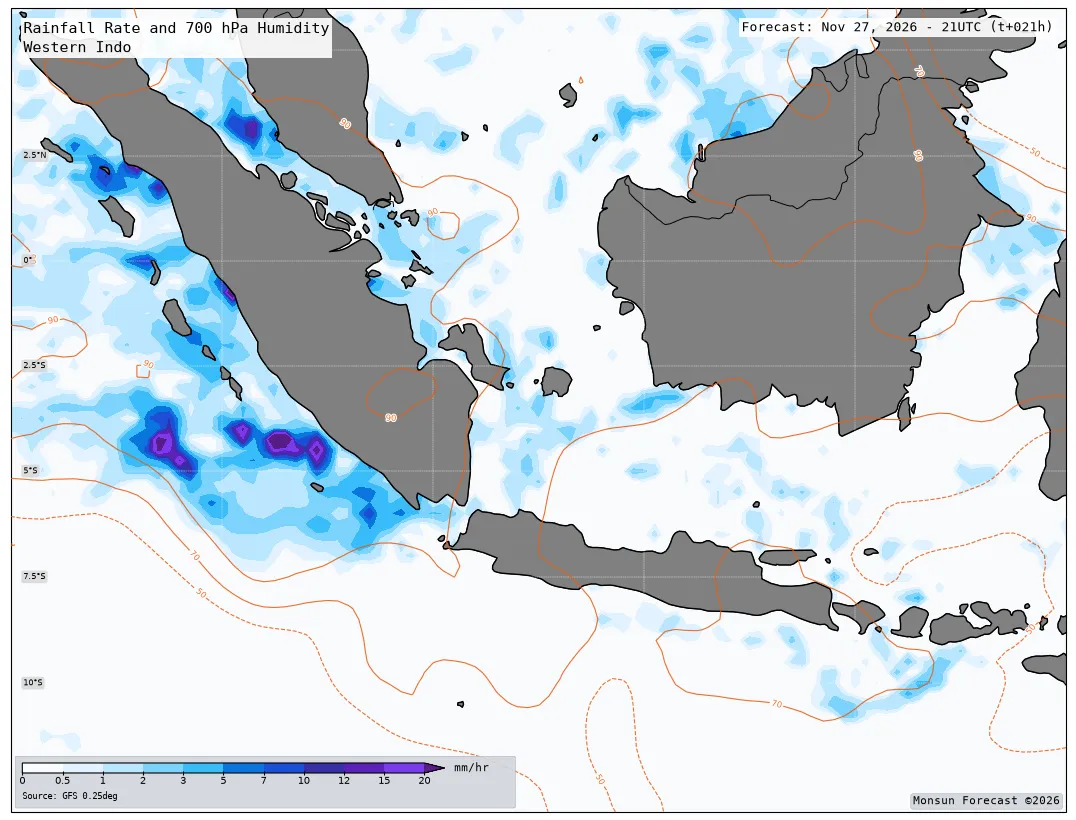 Rainfall Rate and 700 hPa Humidity
Western Indo
Forecast: Nov 27, 2026 - 21UTC (t+021h)
70
90
50
2.5°N
90
90
90
0°
90
90
2.5°S
90
5°S
70
7.5°S
50
50
10°S
70
50
mm/hr
0 0.5 1 2 3 5 7 10 12 15 20
Source: GFS 0.25deg
Monsun Forecast ©2026